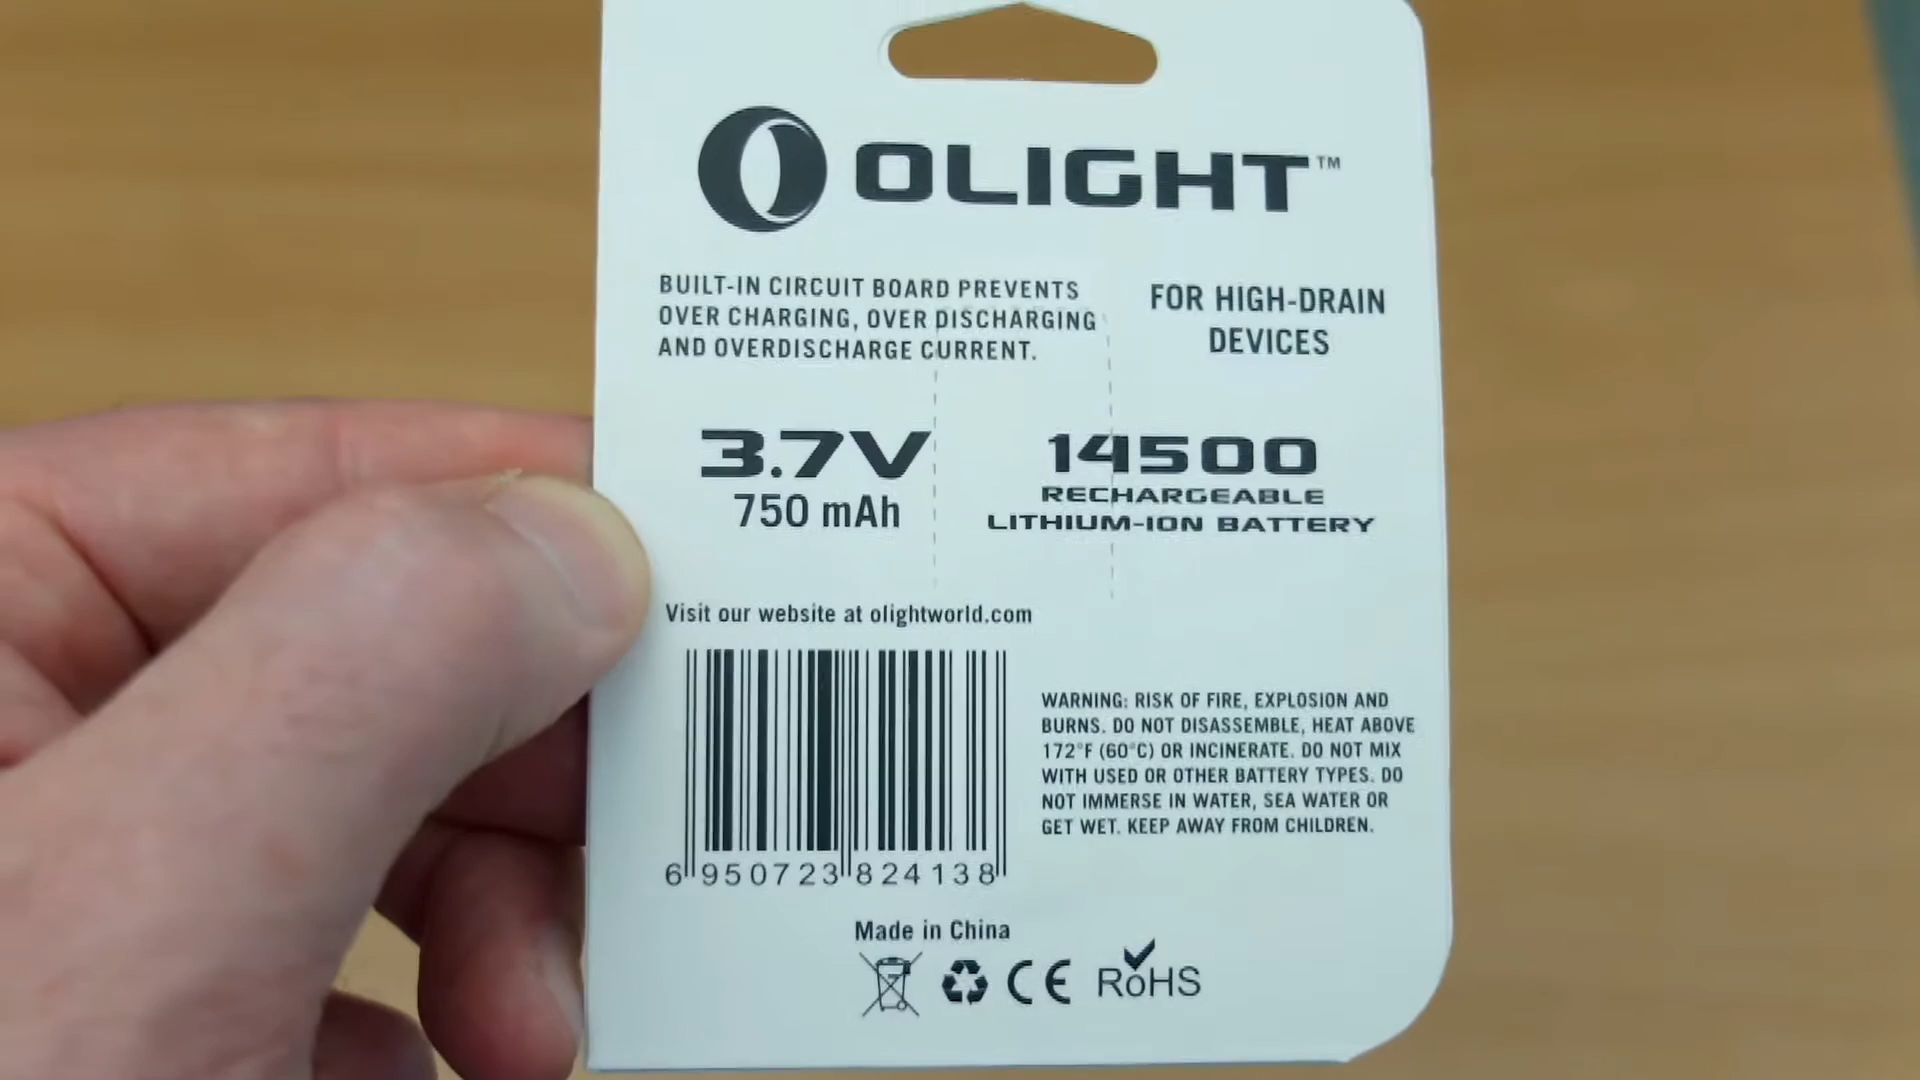 OLIGHT™
BUILT-IN CIRCUIT BOARD PREVENTS
OVER CHARGING, OVER DISCHARGING
AND OVERDISCHARGE CURRENT.
FOR HIGH-DRAIN
DEVICES
3.7V
750 mAh
14500
RECHARGEABLE
LITHIUM-ION BATTERY
Visit our website at olightworld.com
6 950723 824138
WARNING: RISK OF FIRE, EXPLOSION AND
BURNS. DO NOT DISASSEMBLE, HEAT ABOVE
172°F (60°C) OR INCINERATE. DO NOT MIX
WITH USED OR OTHER BATTERY TYPES. DO
NOT IMMERSE IN WATER, SEA WATER OR
GET WET. KEEP AWAY FROM CHILDREN.
Made in China
CE RoHS